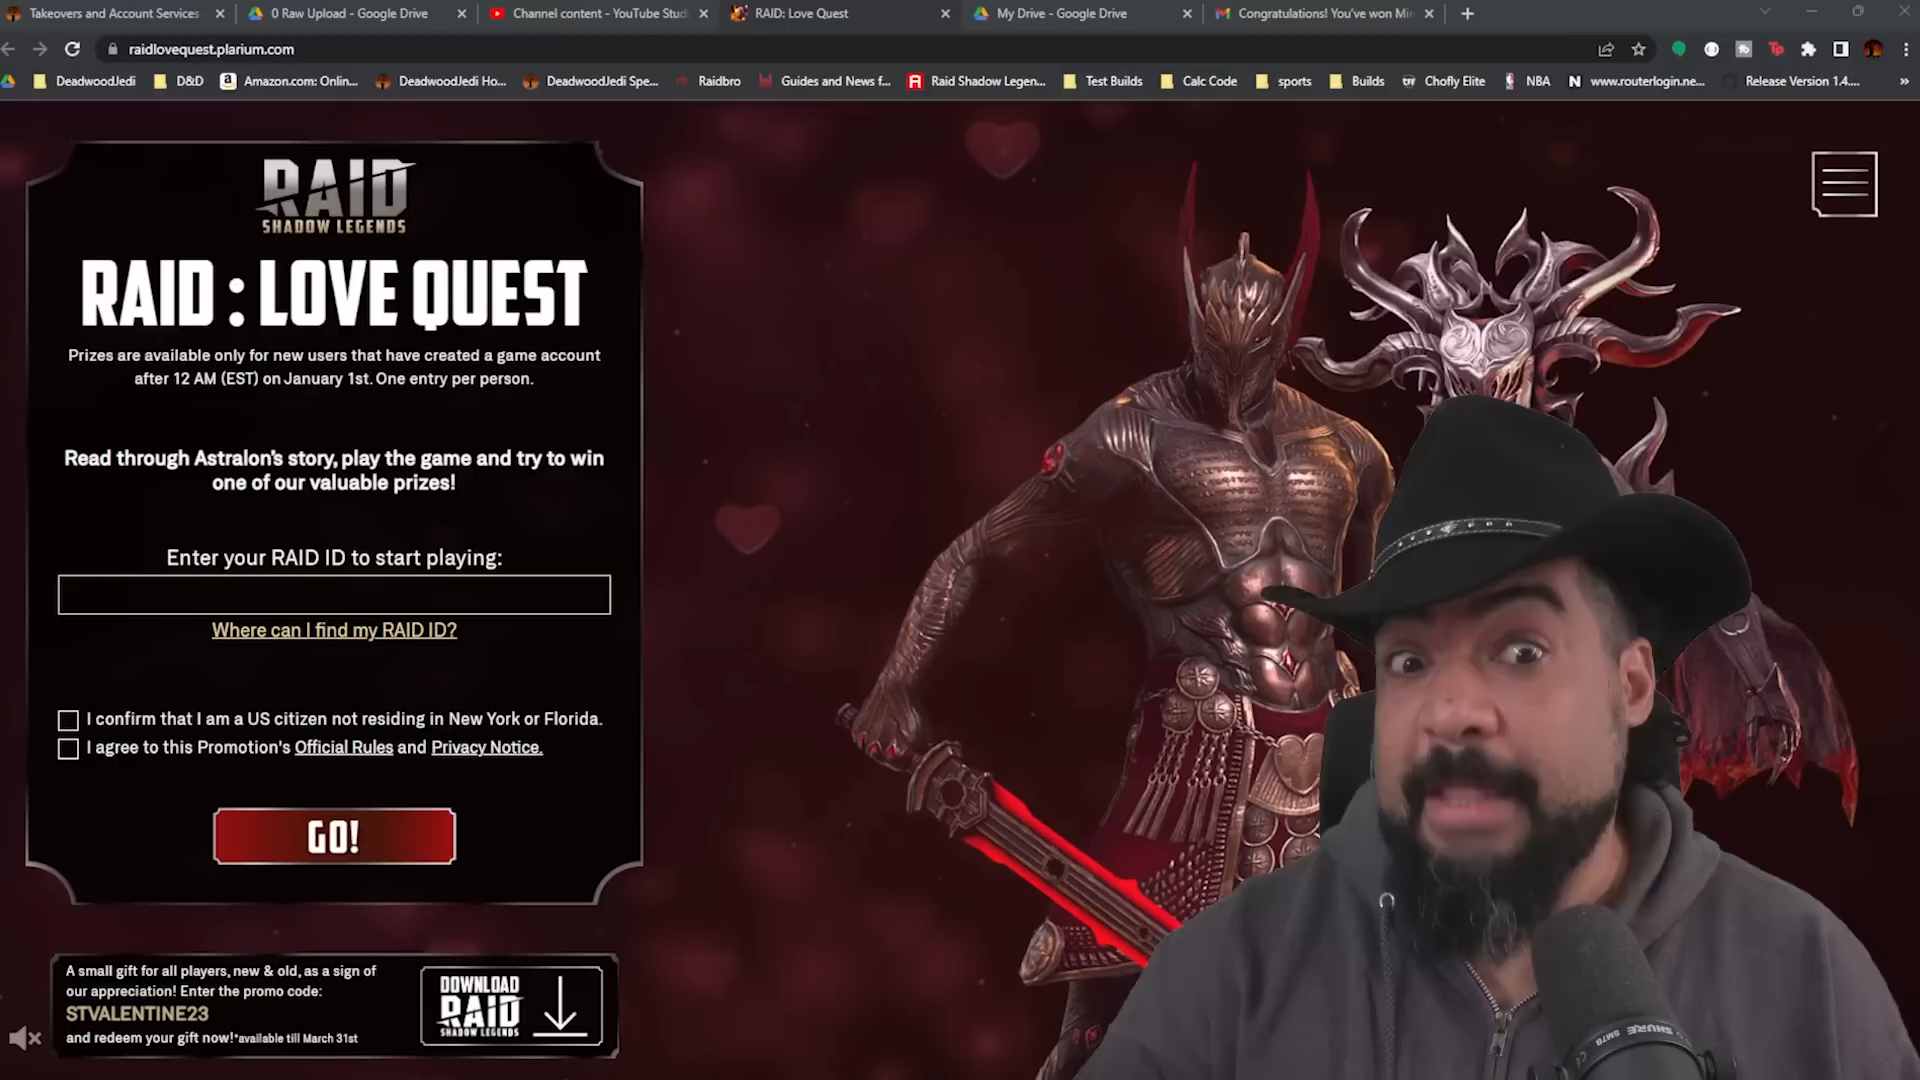 Takeovers and Account Services
0 Raw Upload - Google Drive
Channel content - YouTube Stud
RAID: Love Quest
My Drive - Google Drive
Congratulations! You've won Min
raidlovequest.plarium.com
DeadwoodJedi
D&D
Amazon.com: Onlin...
DeadwoodJedi Ho...
DeadwoodJedi Spe...
Raidbro
Guides and News f...
Raid Shadow Legen...
Test Builds
Calc Code
sports
Builds
Chofly Elite
NBA
www.routerlogin.ne...
Release Version 1.4....
RAID
SHADOW LEGENDS
RAID : LOVE QUEST
Prizes are available only for new users that have created a game account
after 12 AM (EST) on January 1st. One entry per person.
Read through Astralon's story, play the game and try to win
one of our valuable prizes!
Enter your RAID ID to start playing:
Where can I find my RAID ID?
I confirm that I am a US citizen not residing in New York or Florida.
I agree to this Promotion's Official Rules and Privacy Notice.
GO!
A small gift for all players, new & old, as a sign of
our appreciation! Enter the promo code:
STVALENTINE23
and redeem your gift now!*available till March 31st
DOWNLOAD
RAID
SHADOW LEGENDS
SHURE
SM7B